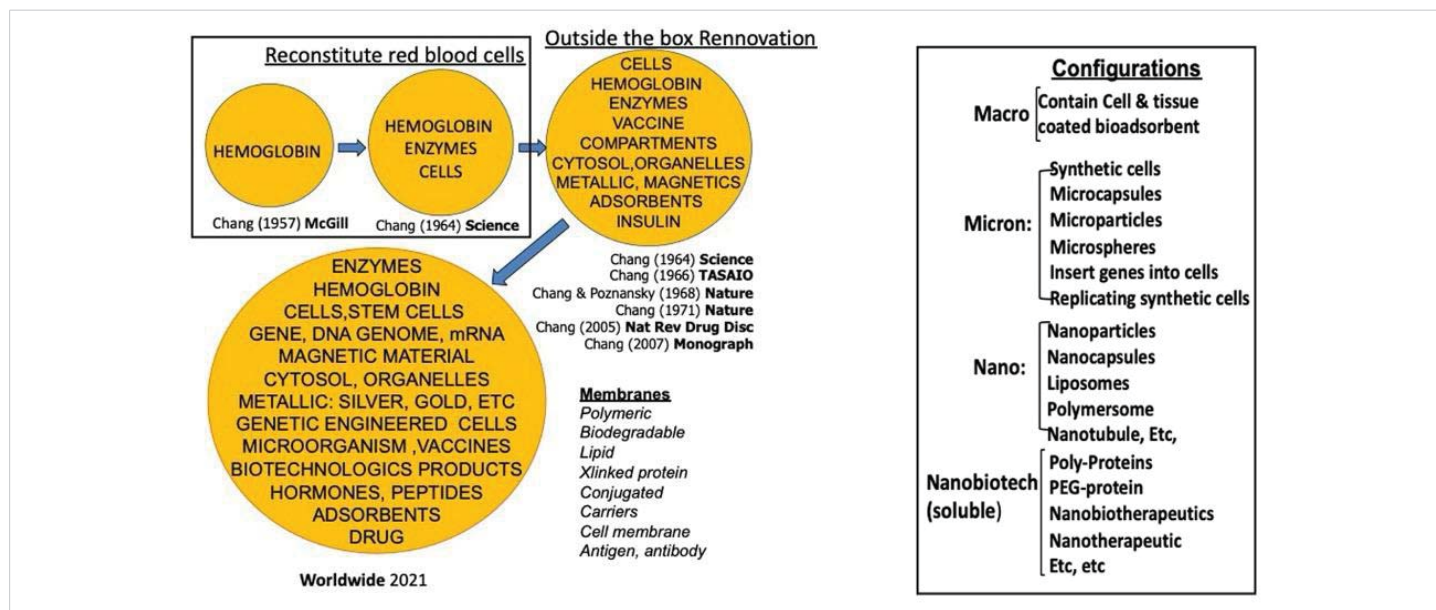 Reconstitute red blood cells
HEMOGLOBIN
Chang (1957) McGill
HEMOGLOBIN
ENZYMES
CELLS
Chang (1964) Science
Outside the box Rennovation
CELLS
HEMOGLOBIN
ENZYMES
VACCINE
COMPARTMENTS
CYTOSOL,ORGANELLES
METALLIC, MAGNETICS
ADSORBENTS
INSULIN
Chang (1964) Science
Chang (1966) TASAIO
Chang & Poznansky (1968) Nature
Chang (1971) Nature
Chang (2005) Nat Rev Drug Disc
Chang (2007) Monograph
ENZYMES
HEMOGLOBIN
CELLS,STEM CELLS
GENE, DNA GENOME, mRNA
MAGNETIC MATERIAL
CYTOSOL, ORGANELLES
METALLIC: SILVER, GOLD, ETC
GENETIC ENGINEERED CELLS
MICROORGANISM ,VACCINES
BIOTECHNOLOGICS PRODUCTS
HORMONES, PEPTIDES
ADSORBENTS
DRUG
Worldwide 2021
Membranes
Polymeric
Biodegradable
Lipid
Xlinked protein
Conjugated
Carriers
Cell membrane
Antigen, antibody
Configurations
Macro
Contain Cell & tissue
coated bioadsorbent
Micron:
Synthetic cells
Microcapsules
Microparticles
Microspheres
Insert genes into cells
Replicating synthetic cells
Nano:
Nanoparticles
Nanocapsules
Liposomes
Polymersome
Nanotubule, Etc,
Nanobiotech
(soluble)
Poly-Proteins
PEG-protein
Nanobiotherapeutics
Nanotherapeutic
Etc, etc